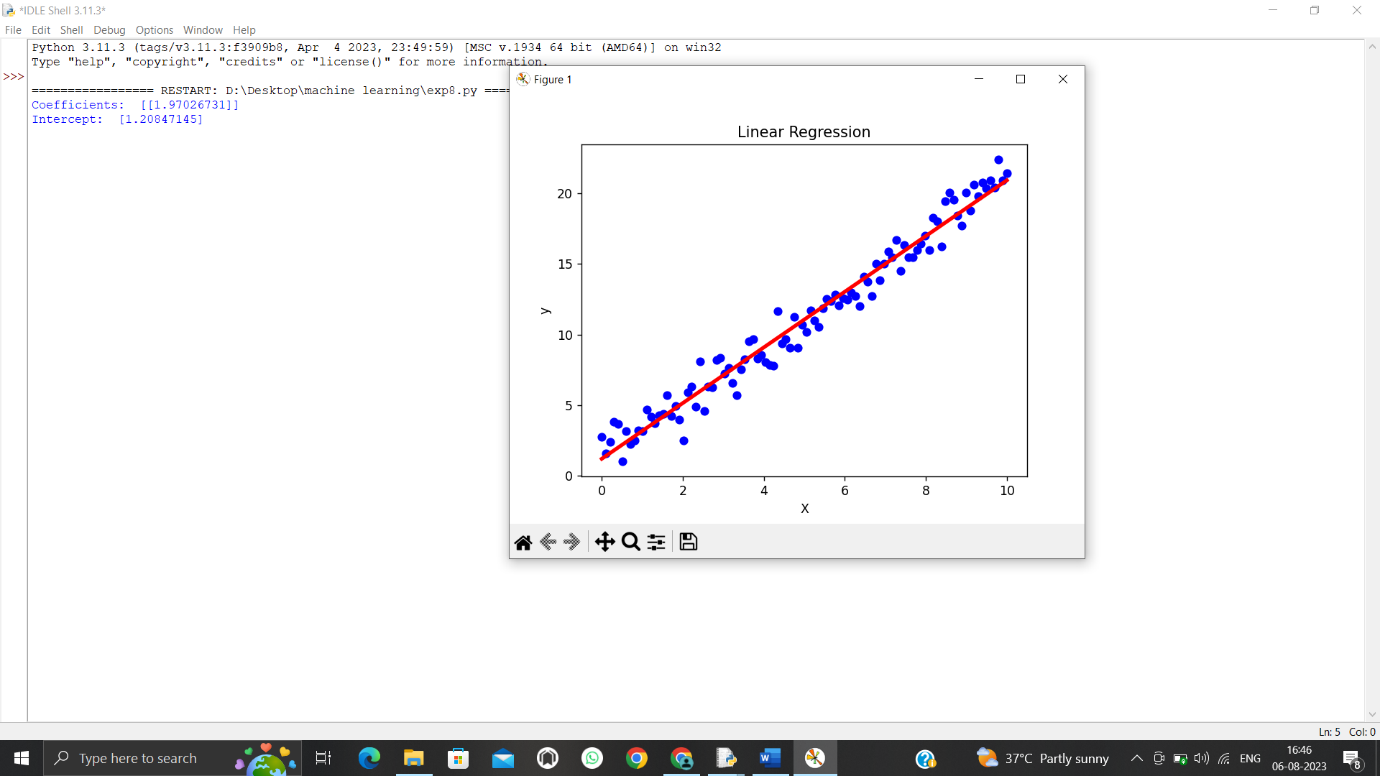 *IDLE Shell 3.11.3*
File Edit Shell Debug Options Window Help
Python 3.11.3 (tags/v3.11.3:f3909b8, Apr  4 2023, 23:49:59) [MSC v.1934 64 bit (AMD64)] on win32
Type "help", "copyright", "credits" or "license()" for more information.
>>>
================= RESTART: D:\Desktop\machine learning\exp8.py ====
Coefficients:  [[1.97026731]]
Intercept:  [1.20847145]
Figure 1
Linear Regression
20
15
y
10
5
0
0 2 4 6 8 10
X
Ln: 5 Col: 0
Type here to search
37°C Partly sunny
ENG
16:46
06-08-2023
8